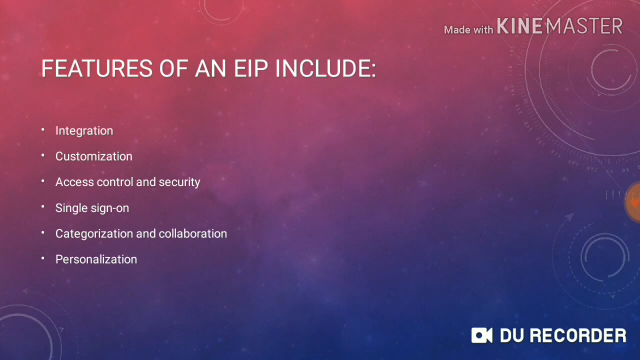 Made with KINEMASTER
FEATURES OF AN EIP INCLUDE:
• Integration
• Customization
• Access control and security
• Single sign-on
• Categorization and collaboration
• Personalization
DU RECORDER